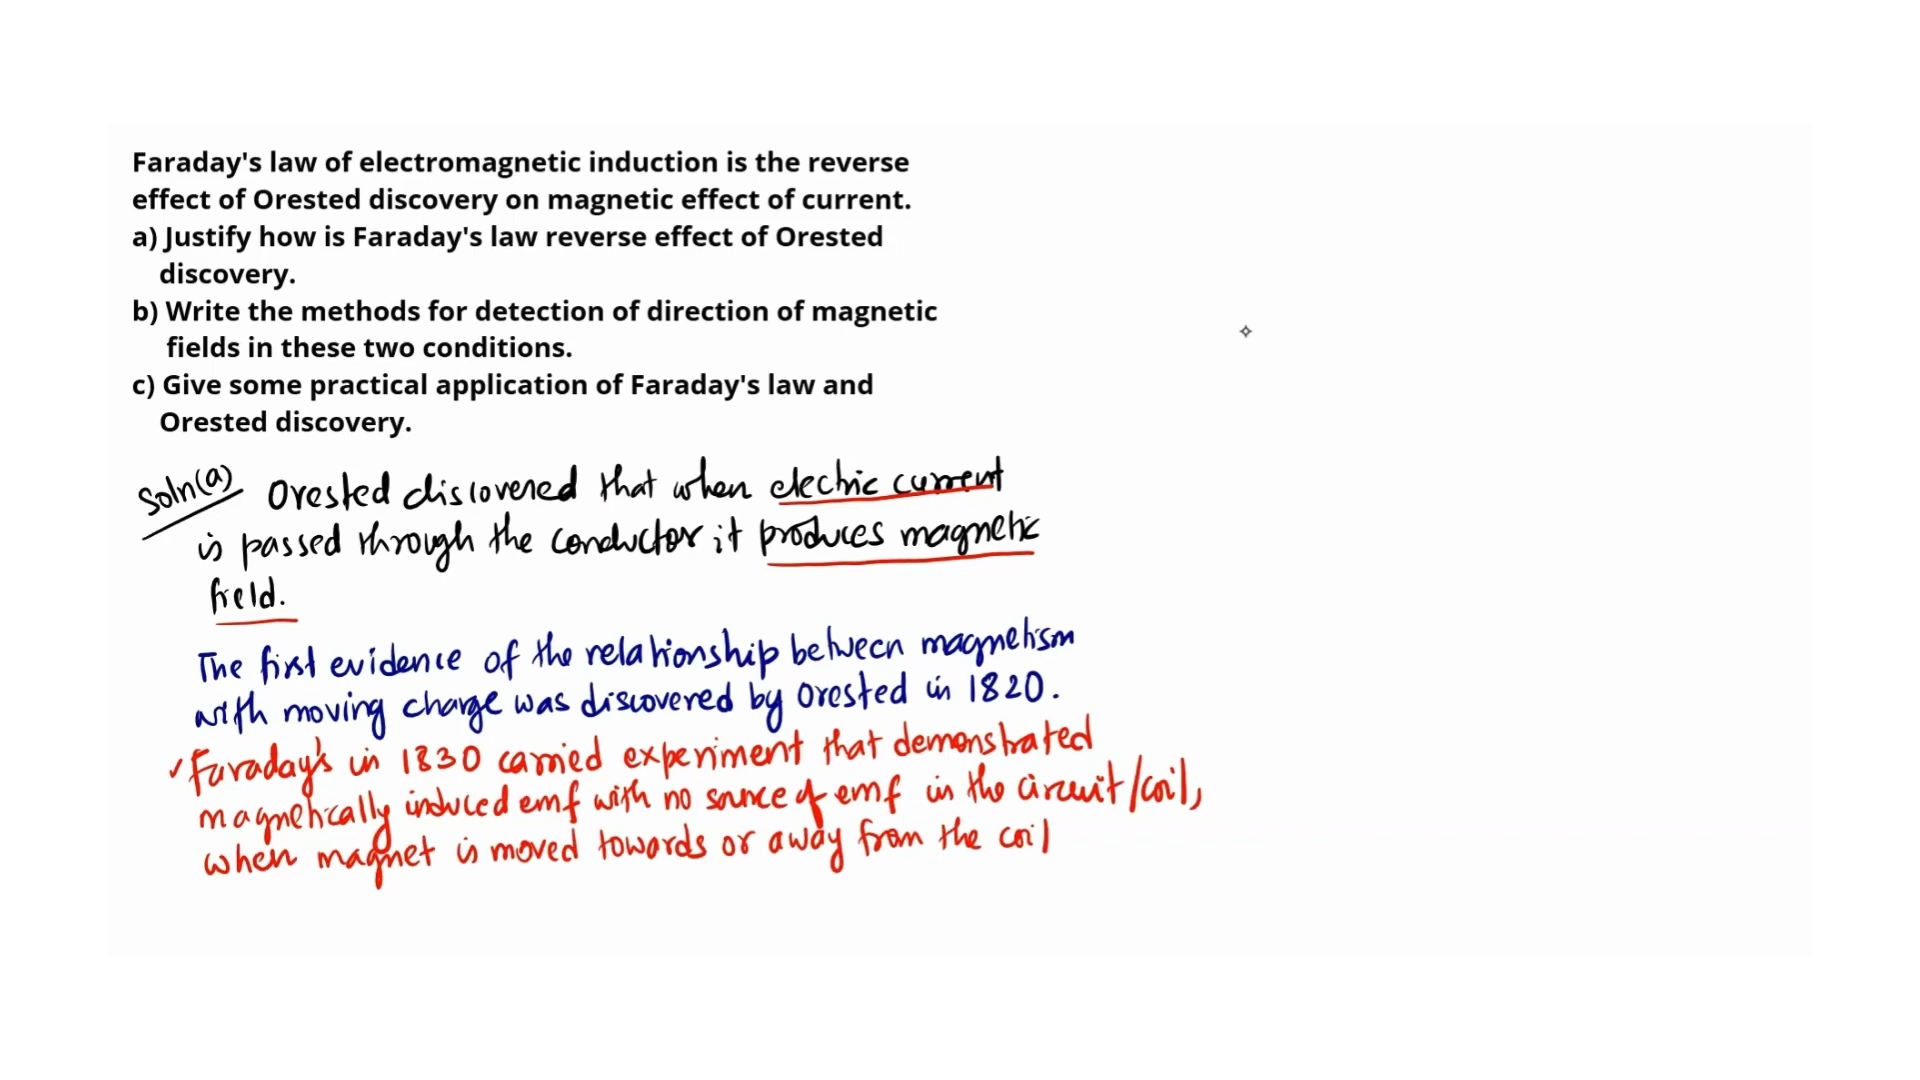 Faraday's law of electromagnetic induction is the reverse
effect of Orested discovery on magnetic effect of current.
a) Justify how is Faraday's law reverse effect of Orested
discovery.
b) Write the methods for detection of direction of magnetic
fields in these two conditions.
c) Give some practical application of Faraday's law and
Orested discovery.
Soln(a) Orested discovered that when electric current
is passed through the conductor it produces magnetic
field.
The first evidence of the relationship between magnetism
with moving charge was discovered by Orested in 1820.
✓ Faraday's in 1830 carried experiment that demonstrated
magnetically induced emf with no source of emf in the circuit/coil,
when magnet is moved towards or away from the coil